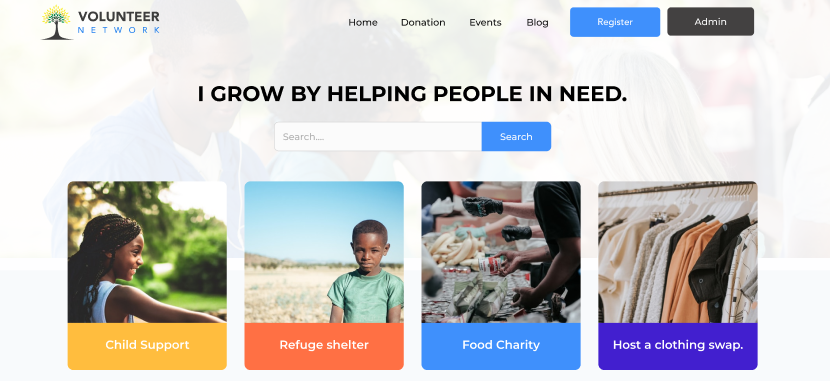 VOLUNTEER
NETWORK
Home Donation Events Blog Register Admin
I GROW BY HELPING PEOPLE IN NEED.
Search.... Search
Child Support Refuge shelter Food Charity Host a clothing swap.